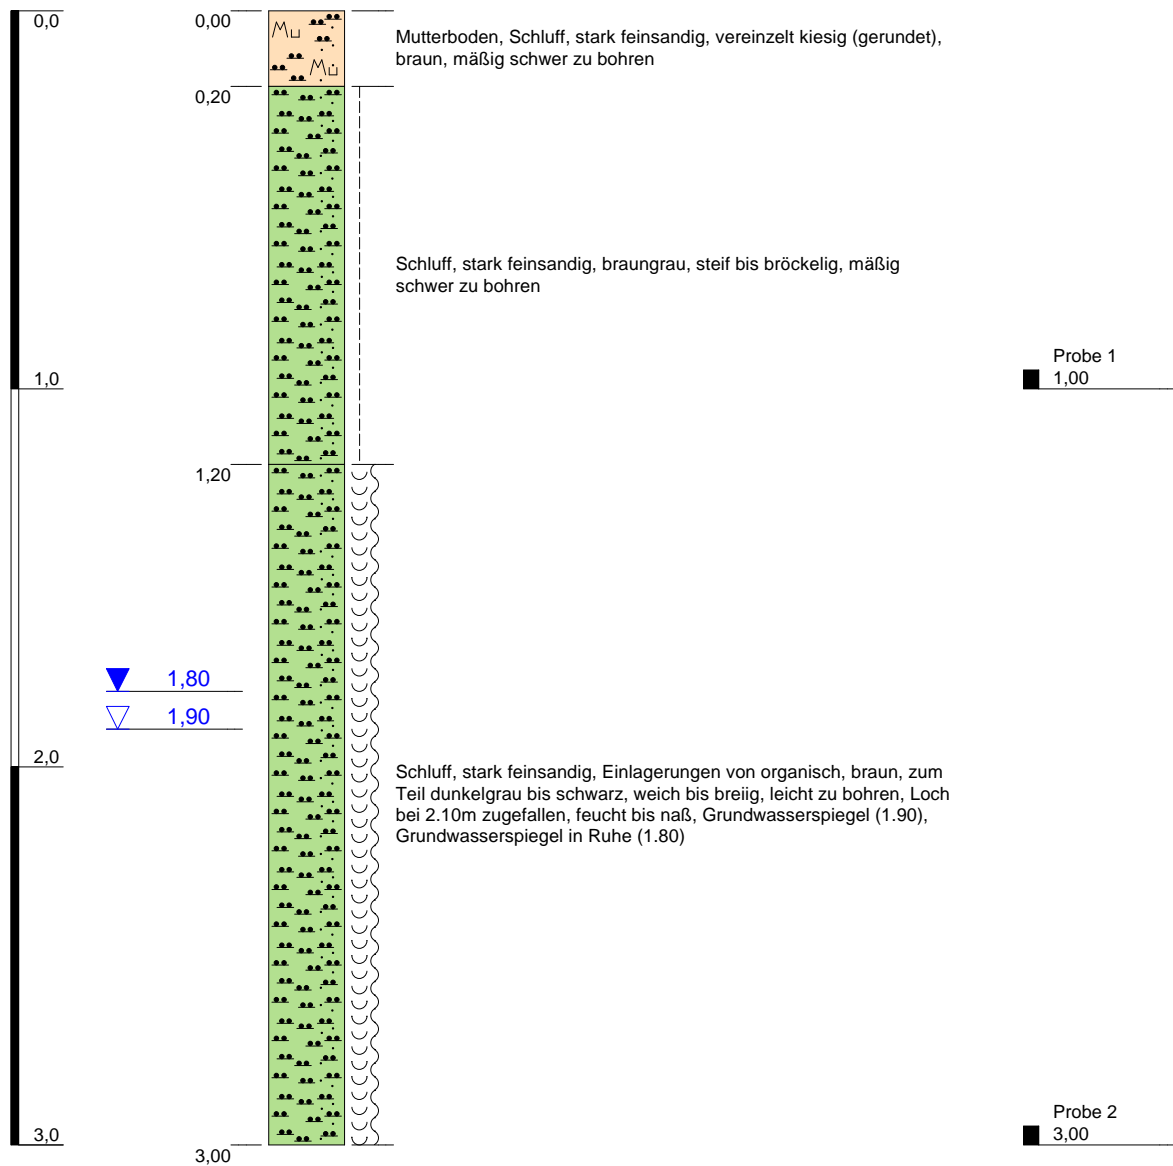 0,0
0,00
Mu
Mutterboden, Schluff, stark feinsandig, vereinzelt kiesig (gerundet),
braun, mäßig schwer zu bohren
Mu
0,20
Schluff, stark feinsandig, braungrau, steif bis bröckelig, mäßig
schwer zu bohren
Probe 1
1,0
1,00
1,20
1,80
1,90
2,0
Schluff, stark feinsandig, Einlagerungen von organisch, braun, zum
Teil dunkelgrau bis schwarz, weich bis breiig, leicht zu bohren, Loch
bei 2.10m zugefallen, feucht bis naß, Grundwasserspiegel (1.90),
Grundwasserspiegel in Ruhe (1.80)
Probe 2
3,0
3,00
3,00